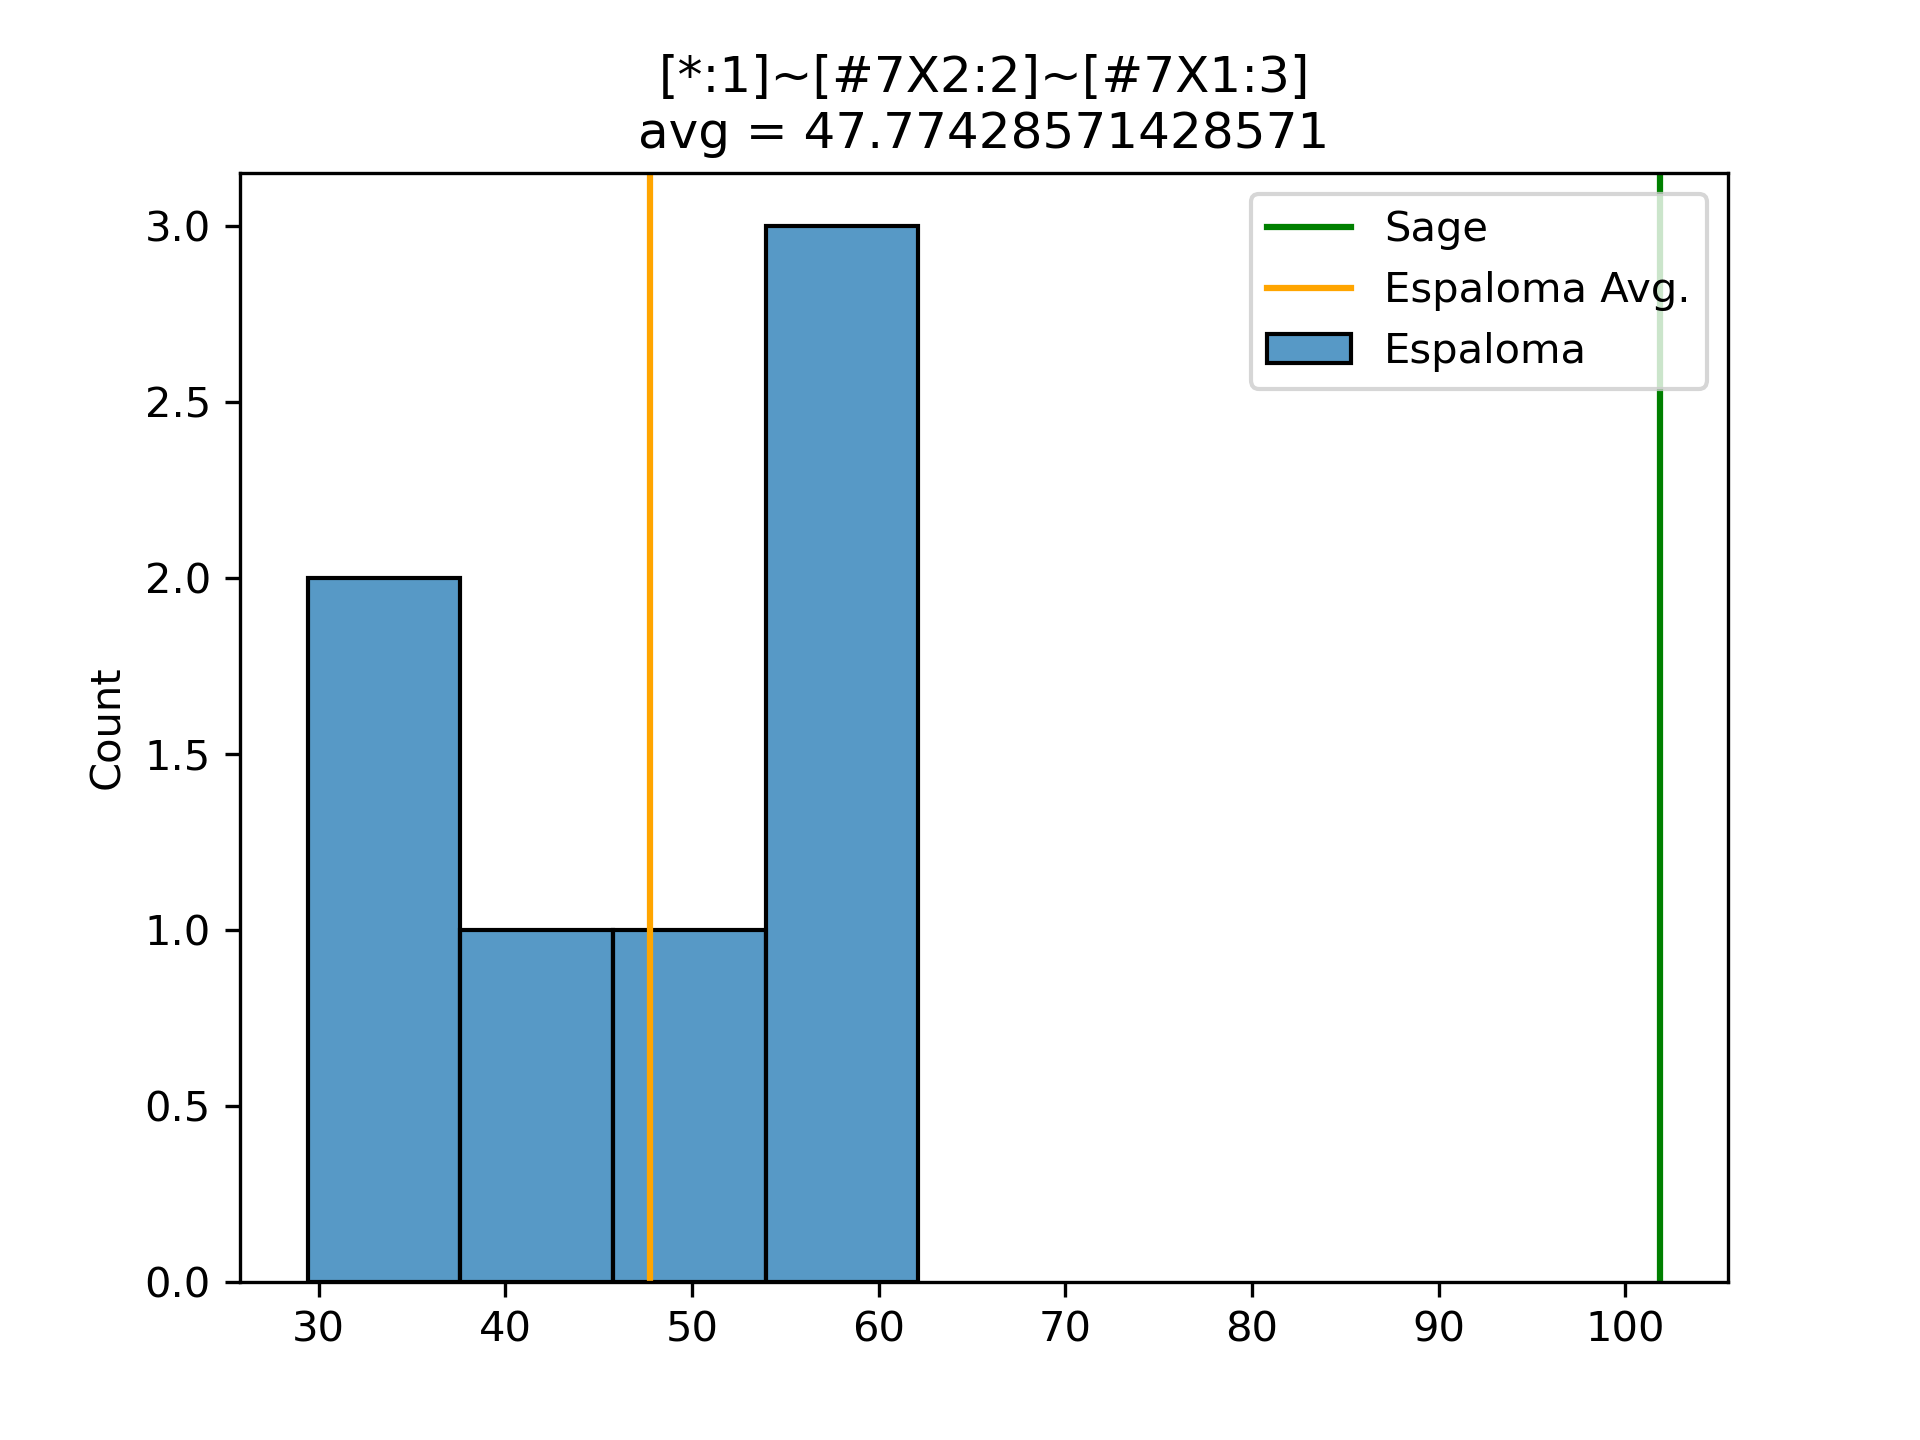 [*:1]~[#7X2:2]~[#7X1:3]
avg = 47.77428571428571
Sage
Espaloma Avg.
Espaloma
Count
3.0
2.5
2.0
1.5
1.0
0.5
0.0
30 40 50 60 70 80 90 100